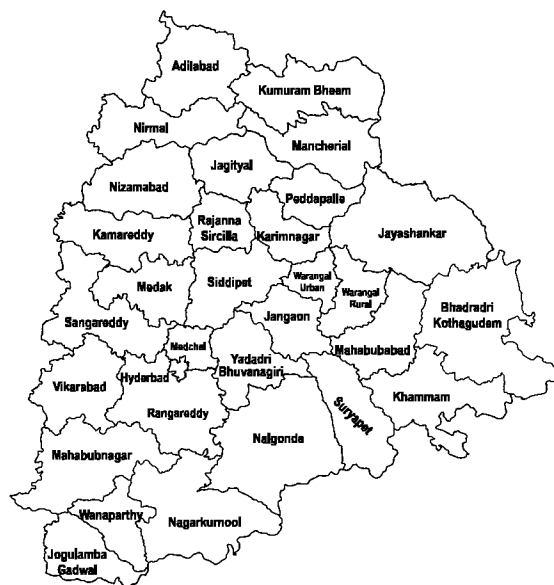 Adilabad
Kumuram Bheem
Nirmal
Mancherial
Jagityal
Nizamabad
Peddapalle
Rajanna
Sircilla
Kamareddy
Karimnagar
Jayashankar
Medak
Siddipet
Warangal
Urban
Warangal
Rural
Bhadradri
Kothagudem
Sangareddy
Jangaon
Medchal
Mahabubabad
Yadadri
Bhuvanagiri
Vikarabad
Hyderbad
Khammam
Rangareddy
Suryapet
Nalgonda
Mahabubnagar
Wanaparthy
Nagarkurnool
Jogulamba
Gadwal